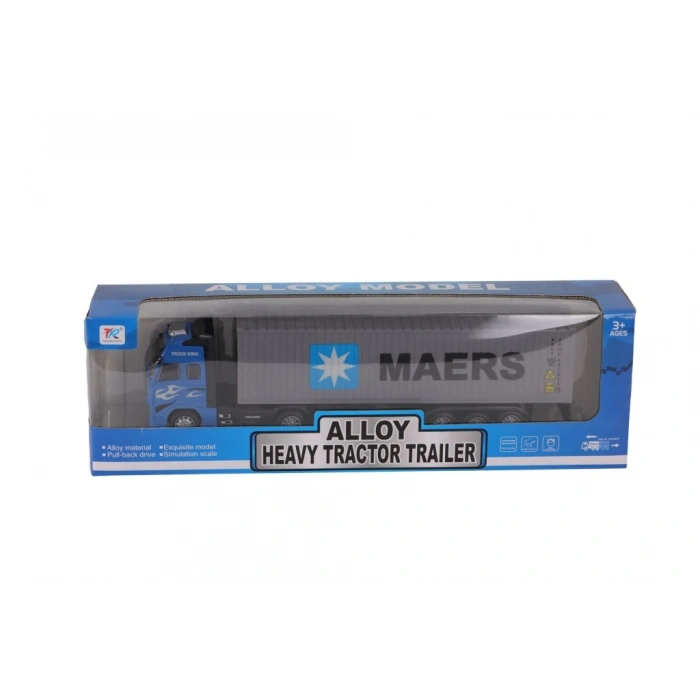 ALLOY MODEL
TR
3+
AGES
TRUCK KING
MAERS
ALLOY
HEAVY TRACTOR TRAILER
• Alloy material • Exquisite model
• Pull-back drive • Simulation scale